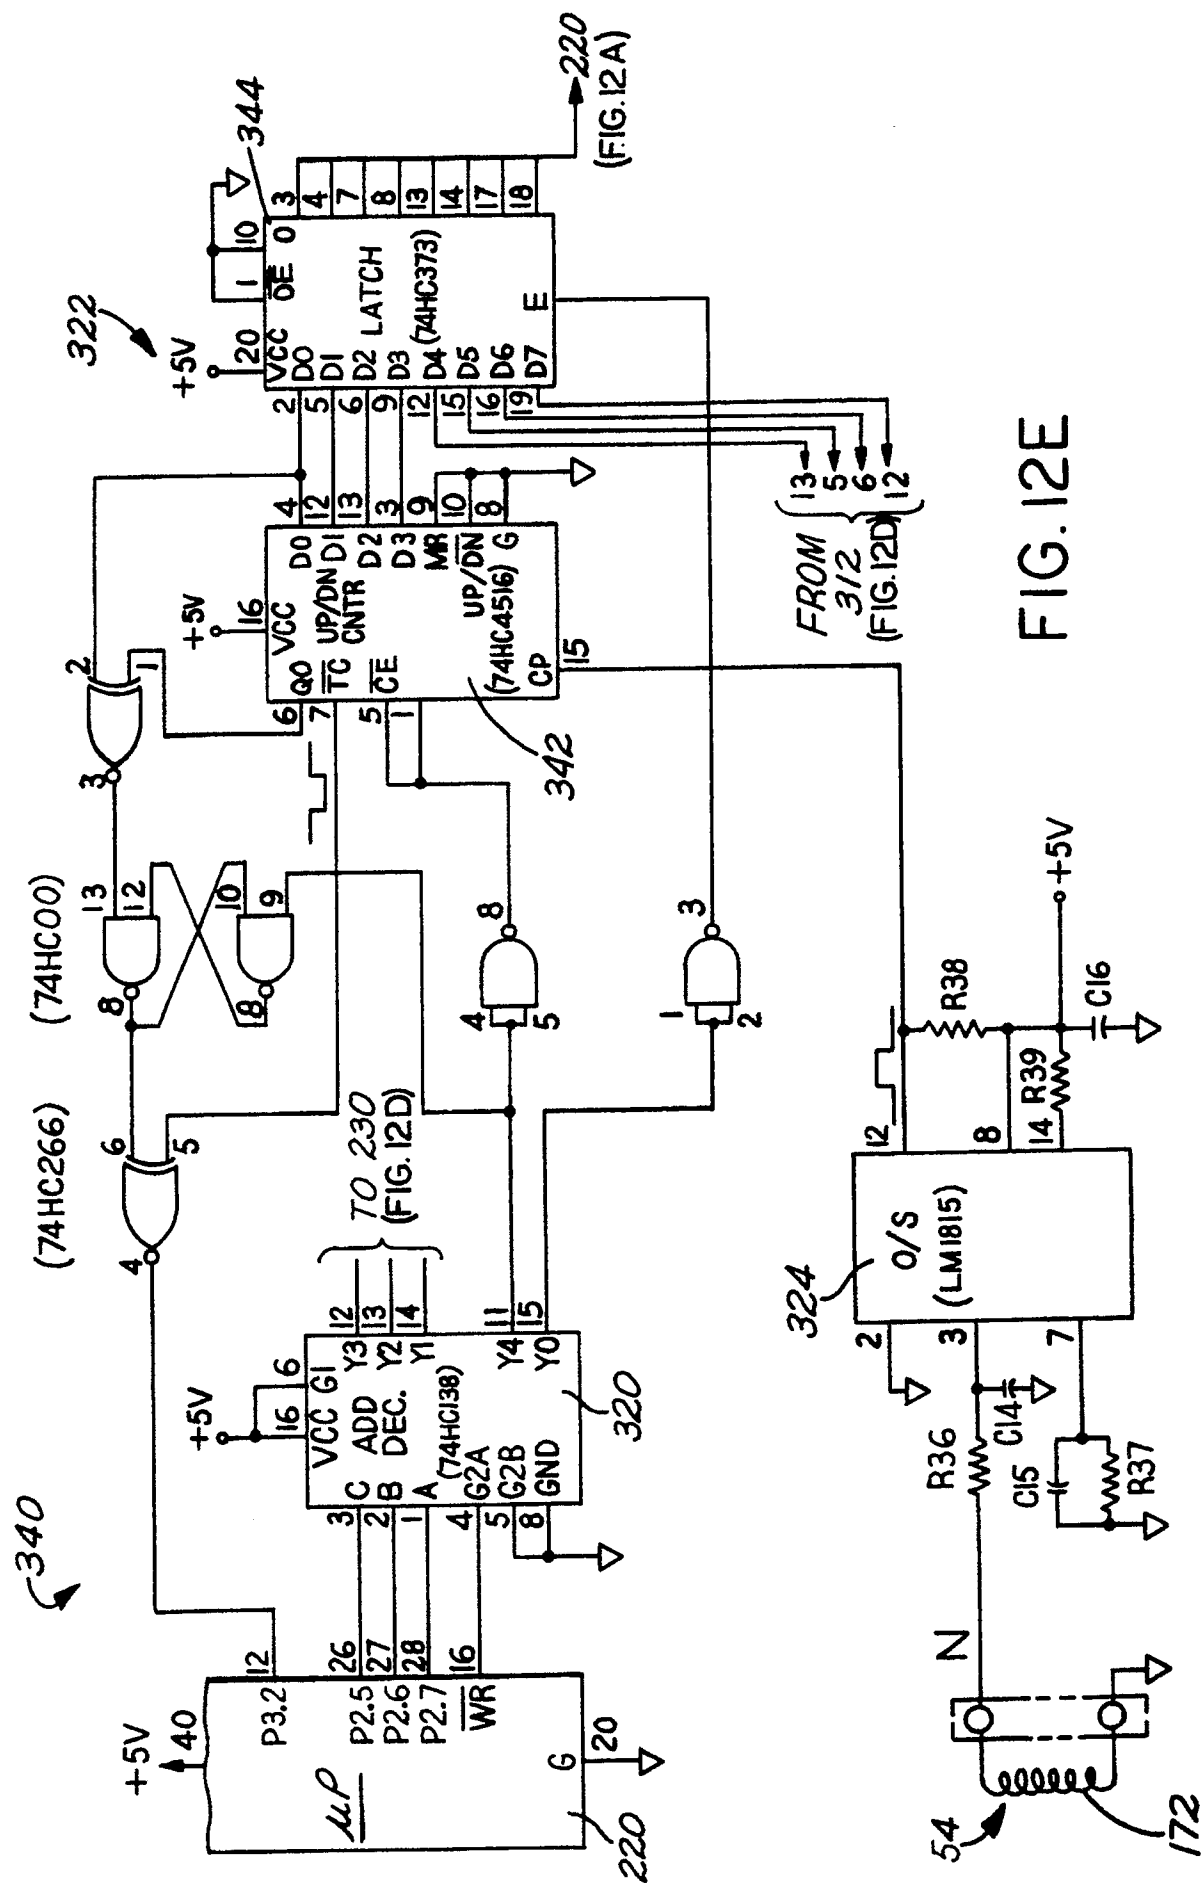 340
322
344
(74HC266)
(74HC00)
+5V
40
12
P3.2
26
P2.5
27
P2.6
28
P2.7
16
WR
µP
G
20
220
4
6
5
8
13
12
10
9
8
3
2
1
+5V
16
6
VCC
G1
3
C
2
B
1
A
4
G2A
5
G2B
8
GND
ADD
DEC.
(74HC138)
Y3
12
Y2
13
Y1
14
Y4
11
Y0
15
320
TO 230
(FIG. 12D)
4
5
8
1
2
3
+5V
16
VCC
6
Q0
7
TC
5
CE
1
UP/DN
CNTR
(74HC4516)
CP
15
D0
4
D1
12
D2
13
D3
3
MR
9
UP/DN
10
G
8
342
+5V
20
VCC
1
OE
10
O
2
D0
5
D1
6
D2
9
D3
12
D4
15
D5
16
D6
19
D7
LATCH
(74HC373)
E
3
4
7
8
13
14
17
18
220
(FIG. 12A)
FROM
312
(FIG. 12D)
13
5
6
12
54
172
N
R36
C14
C15
R37
2
3
7
324
O/S
(LM1815)
12
8
14
R38
R39
C16
+5V
FIG. 12E